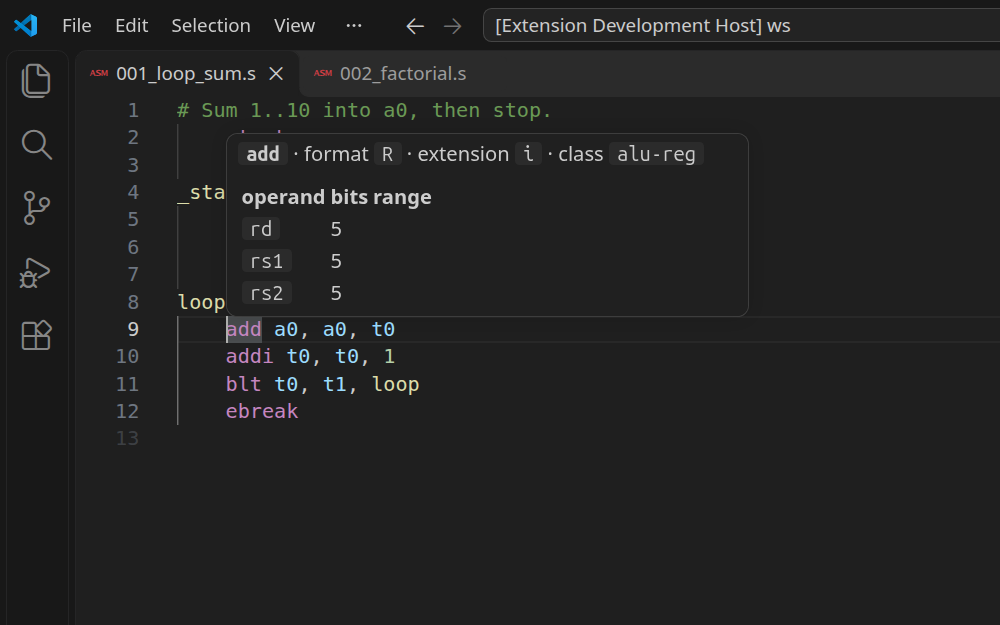 File Edit Selection View ··· [Extension Development Host] ws
ASM 001_loop_sum.s ASM 002_factorial.s
1 # Sum 1..10 into a0, then stop.
2
3
add · format R · extension i · class alu-reg
4 _sta
operand bits range
5
rd 5
6
rs1 5
7
rs2 5
8 loop
9 add a0, a0, t0
10 addi t0, t0, 1
11 blt t0, t1, loop
12 ebreak
13